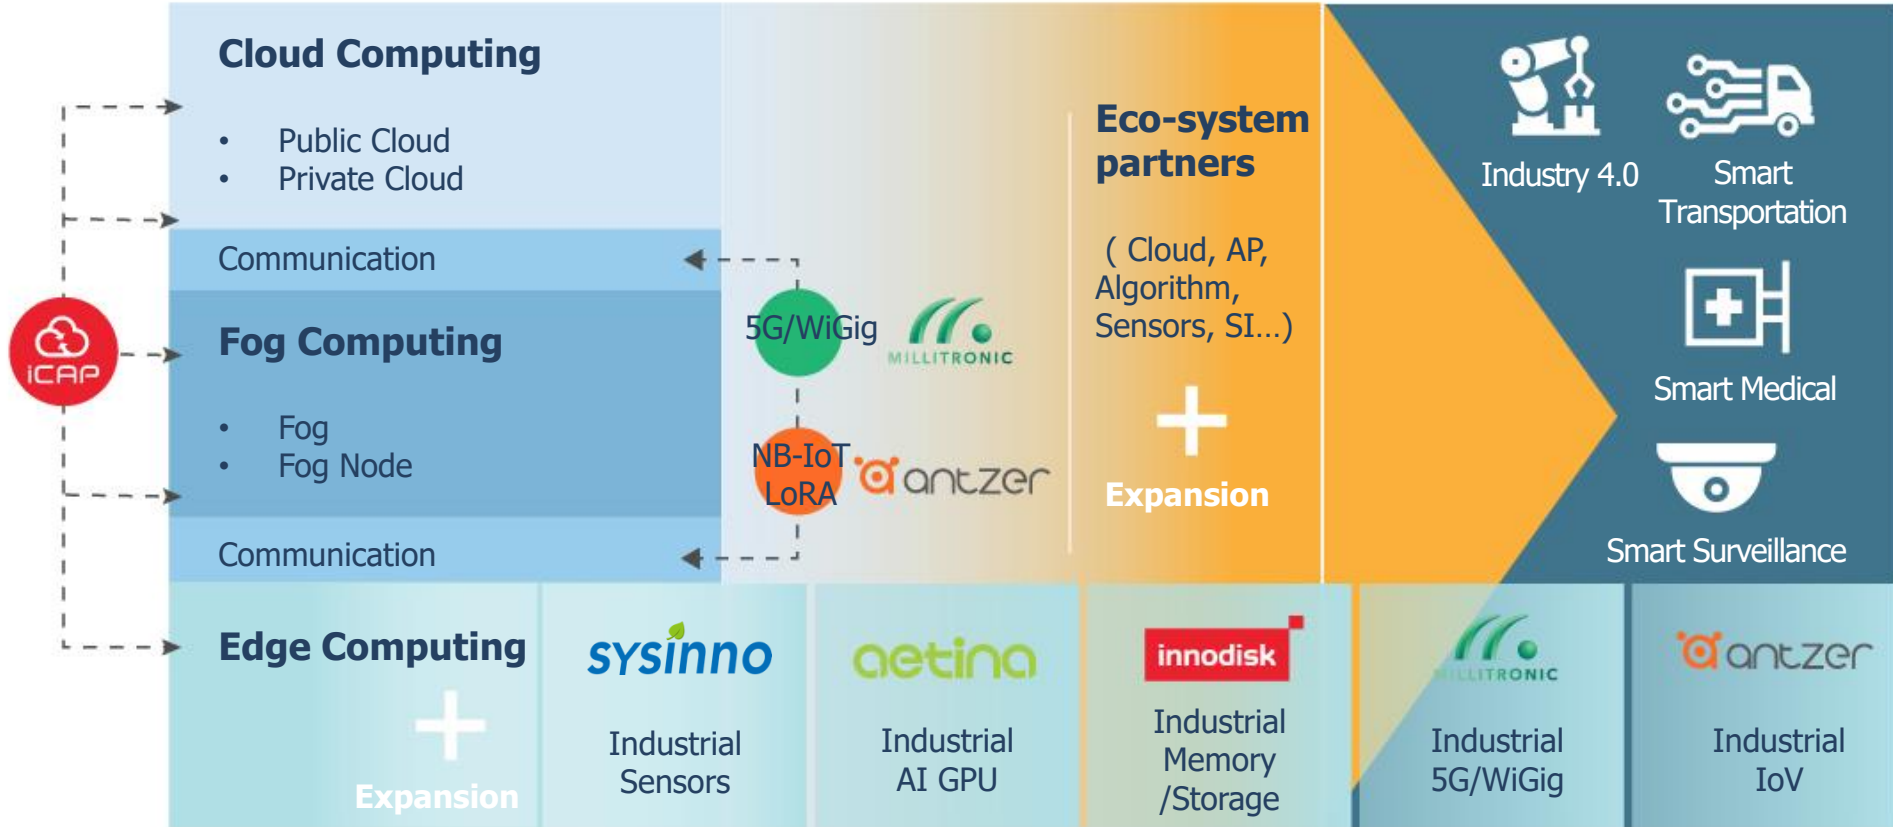 Cloud Computing
• Public Cloud
• Private Cloud
Communication
iCAP
Fog Computing
• Fog
• Fog Node
Communication
5G/WiGig
MILLITRONIC
NB-IoT
LoRA
antzer
Eco-system
partners
( Cloud, AP,
Algorithm,
Sensors, SI...)
+
Expansion
Industry 4.0
Smart
Transportation
Smart Medical
Smart Surveillance
Edge Computing
+
Expansion
sysinno
Industrial
Sensors
aetina
Industrial
AI GPU
innodisk
Industrial
Memory
/Storage
MILLITRONIC
Industrial
5G/WiGig
antzer
Industrial
IoV